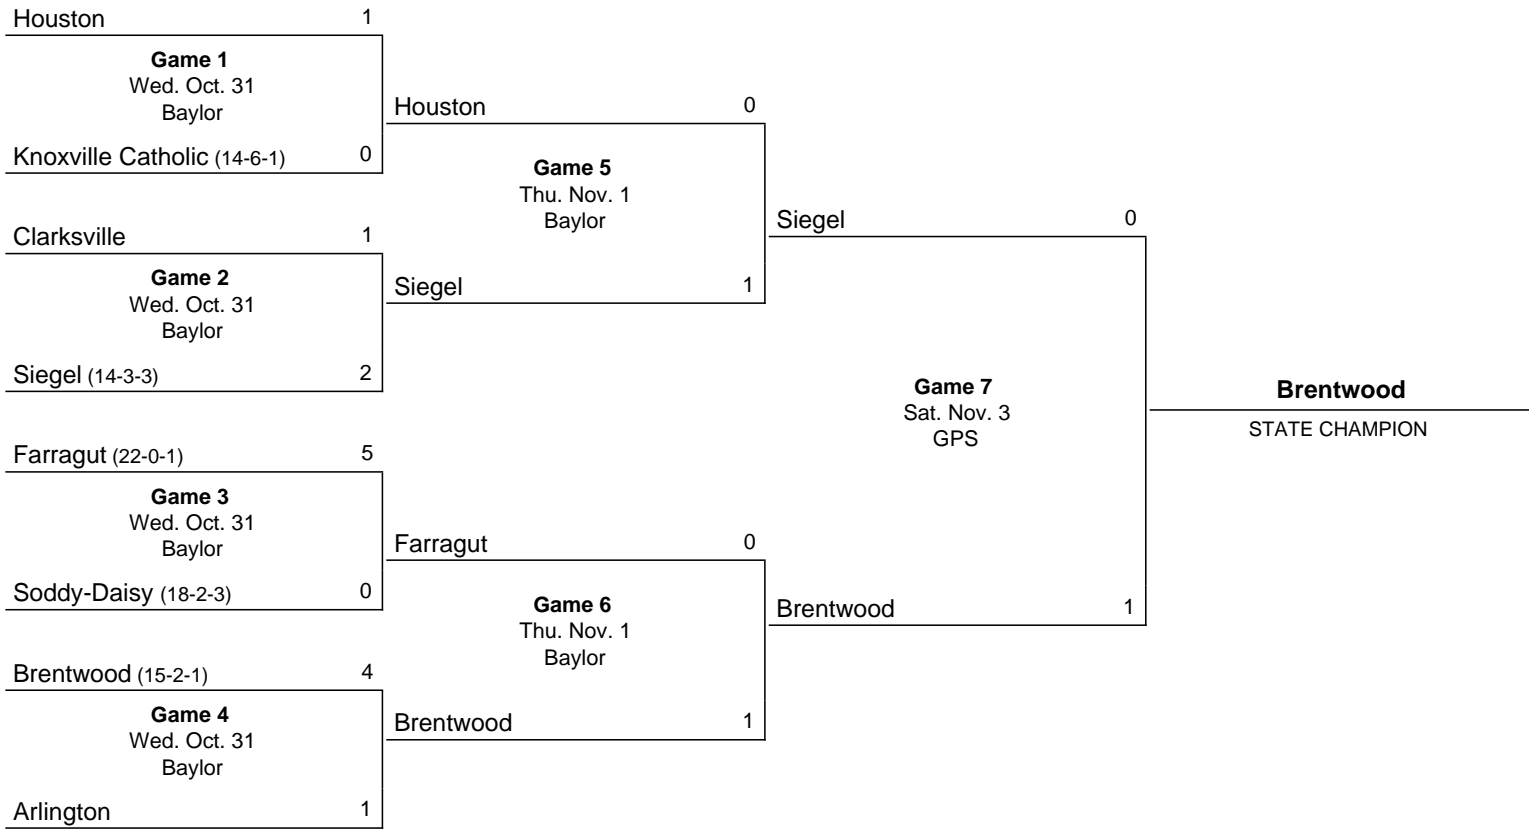 Houston 1
Game 1
Wed. Oct. 31
Baylor
Knoxville Catholic (14-6-1) 0
Clarksville 1
Game 2
Wed. Oct. 31
Baylor
Siegel (14-3-3) 2
Farragut (22-0-1) 5
Game 3
Wed. Oct. 31
Baylor
Soddy-Daisy (18-2-3) 0
Brentwood (15-2-1) 4
Game 4
Wed. Oct. 31
Baylor
Arlington 1
Houston 0
Game 5
Thu. Nov. 1
Baylor
Siegel 1
Farragut 0
Game 6
Thu. Nov. 1
Baylor
Brentwood 1
Siegel 0
Game 7
Sat. Nov. 3
GPS
Brentwood 1
Brentwood
STATE CHAMPION